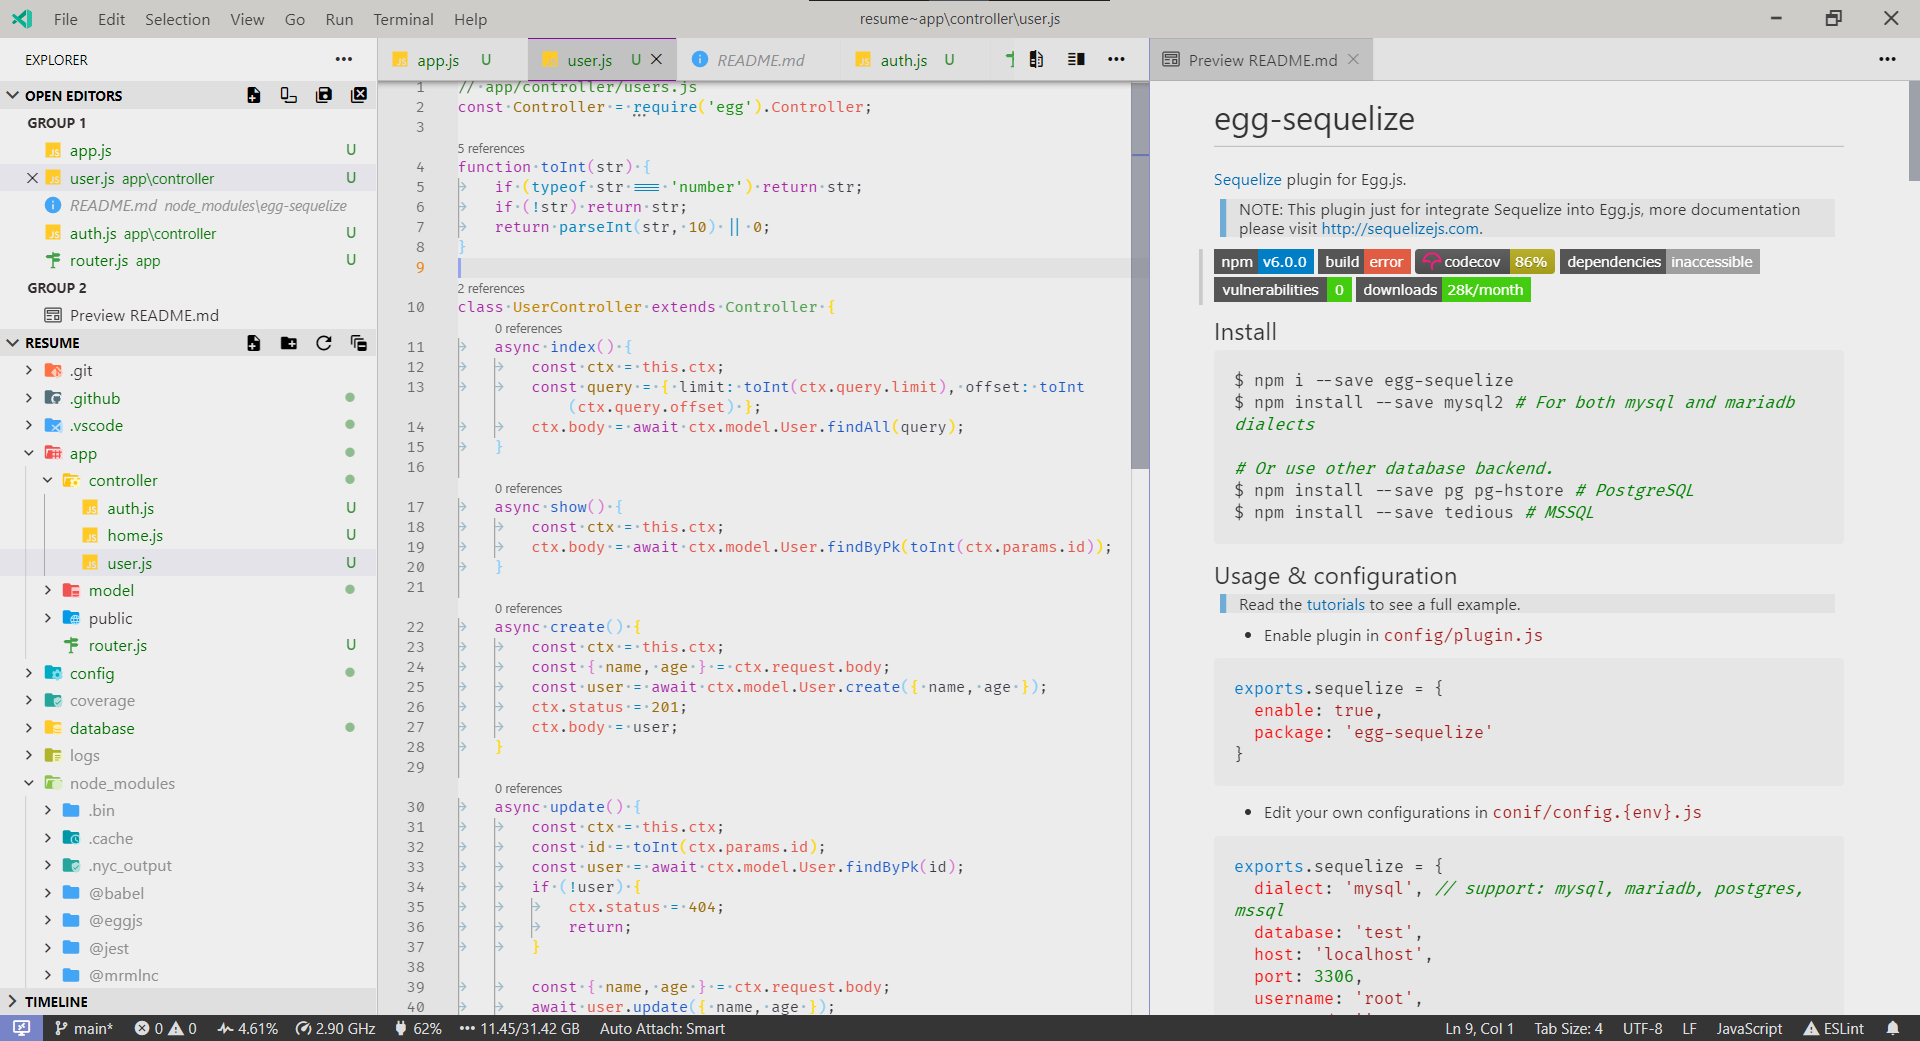 File Edit Selection View Go Run Terminal Help
resume~app\controller\user.js
EXPLORER
OPEN EDITORS
GROUP 1
app.js U
user.js app\controller U
README.md node_modules\egg-sequelize
auth.js app\controller U
router.js app U
GROUP 2
Preview README.md
RESUME
.git
.github
.vscode
app
controller
auth.js U
home.js U
user.js U
model
public
router.js U
config
coverage
database
logs
node_modules
.bin
.cache
.nyc_output
@babel
@eggjs
@jest
@mrmlnc
TIMELINE
app.js U
user.js U
README.md
auth.js U
1 // app/controller/users.js
2 const Controller = require('egg').Controller;
3
5 references
4 function toInt(str) {
5 if (typeof str === 'number') return str;
6 if (!str) return str;
7 return parseInt(str, 10) || 0;
8 }
9
2 references
10 class UserController extends Controller {
0 references
11 async index() {
12 const ctx = this.ctx;
13 const query = { limit: toInt(ctx.query.limit), offset: toInt
(ctx.query.offset) };
14 ctx.body = await ctx.model.User.findAll(query);
15 }
16
0 references
17 async show() {
18 const ctx = this.ctx;
19 ctx.body = await ctx.model.User.findByPk(toInt(ctx.params.id));
20 }
21
0 references
22 async create() {
23 const ctx = this.ctx;
24 const { name, age } = ctx.request.body;
25 const user = await ctx.model.User.create({ name, age });
26 ctx.status = 201;
27 ctx.body = user;
28 }
29
0 references
30 async update() {
31 const ctx = this.ctx;
32 const id = toInt(ctx.params.id);
33 const user = await ctx.model.User.findByPk(id);
34 if (!user) {
35 ctx.status = 404;
36 return;
37 }
38
39 const { name, age } = ctx.request.body;
40 await user.update({ name, age });
Preview README.md
egg-sequelize
Sequelize plugin for Egg.js.
NOTE: This plugin just for integrate Sequelize into Egg.js, more documentation
please visit http://sequelizejs.com.
npm v6.0.0 build error codecov 86% dependencies inaccessible
vulnerabilities 0 downloads 28k/month
Install
$ npm i --save egg-sequelize
$ npm install --save mysql2 # For both mysql and mariadb
dialects
# Or use other database backend.
$ npm install --save pg pg-hstore # PostgreSQL
$ npm install --save tedious # MSSQL
Usage & configuration
Read the tutorials to see a full example.
• Enable plugin in config/plugin.js
exports.sequelize = {
enable: true,
package: 'egg-sequelize'
}
• Edit your own configurations in conif/config.{env}.js
exports.sequelize = {
dialect: 'mysql', // support: mysql, mariadb, postgres,
mssql
database: 'test',
host: 'localhost',
port: 3306,
username: 'root',
main* 0 0 4.61% 2.90 GHz 62% 11.45/31.42 GB Auto Attach: Smart
Ln 9, Col 1 Tab Size: 4 UTF-8 LF JavaScript ESLint